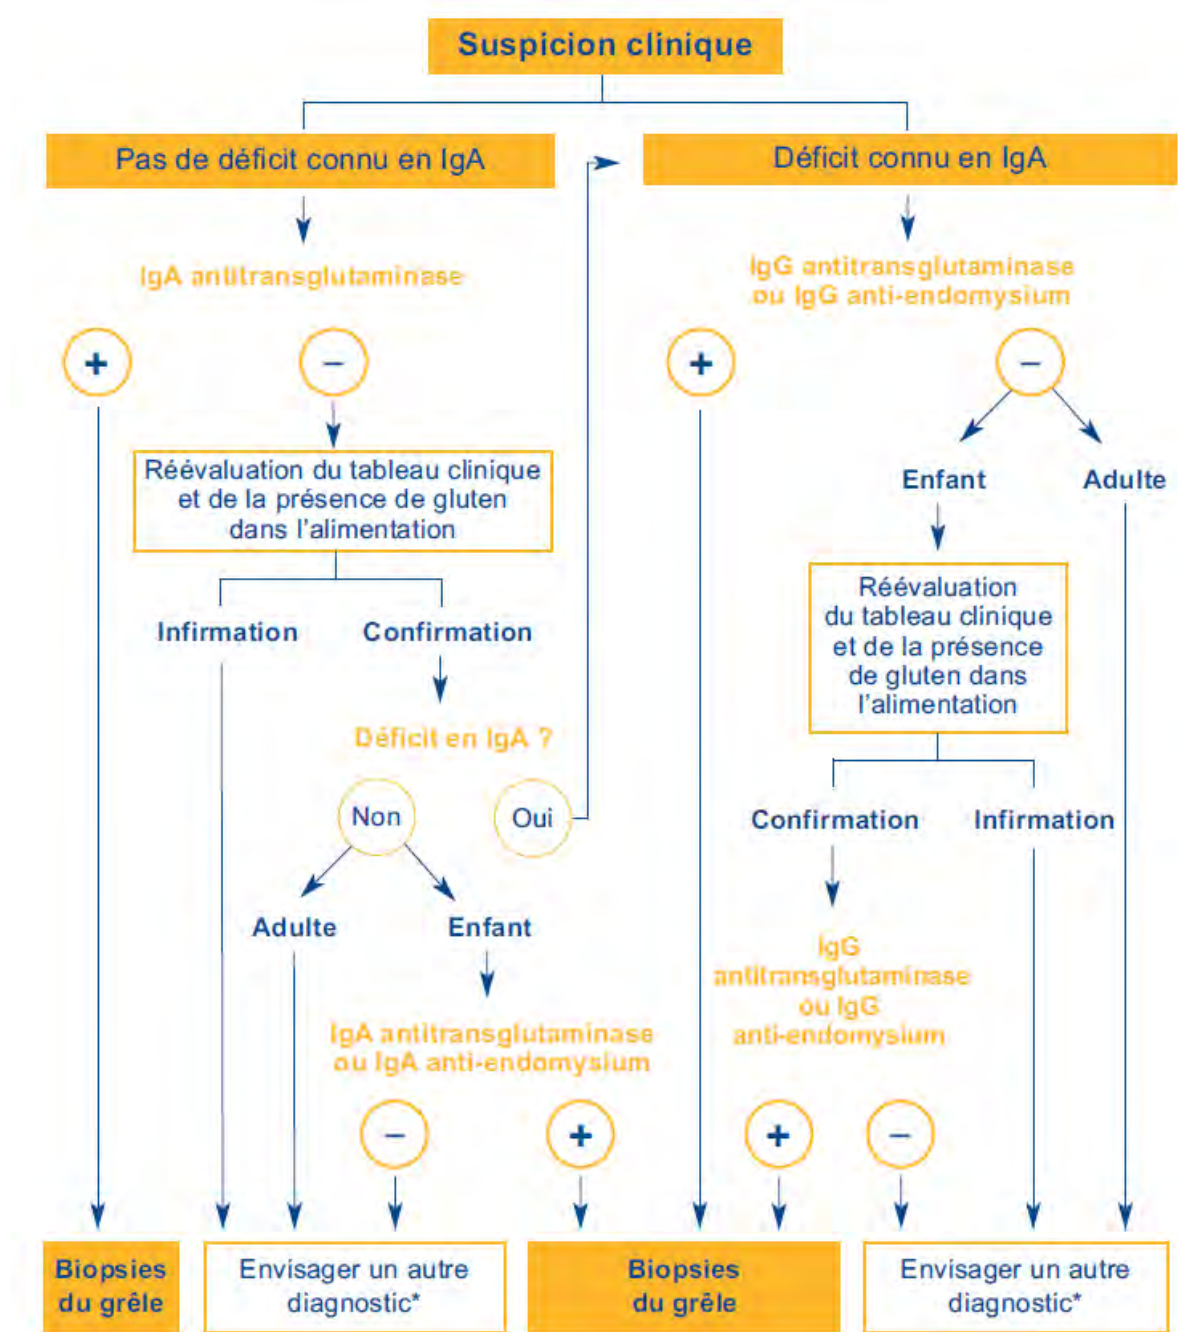 Suspicion clinique
Pas de déficit connu en IgA
Déficit connu en IgA
IgA antitransglutaminase
IgG antitransglutaminase
ou IgG anti-endomysium
+
–
+
–
Réévaluation du tableau clinique
et de la présence de gluten
dans l'alimentation
Enfant
Adulte
Réévaluation
du tableau clinique
et de la présence
de gluten dans
l'alimentation
Infirmation
Confirmation
Déficit en IgA ?
Non
Oui
Confirmation
Infirmation
Adulte
Enfant
IgG
antitransglutaminase
ou IgG
anti-endomysium
IgA antitransglutaminase
ou IgA anti-endomysium
–
+
+
–
Biopsies
du grêle
Envisager un autre
diagnostic*
Biopsies
du grêle
Envisager un autre
diagnostic*